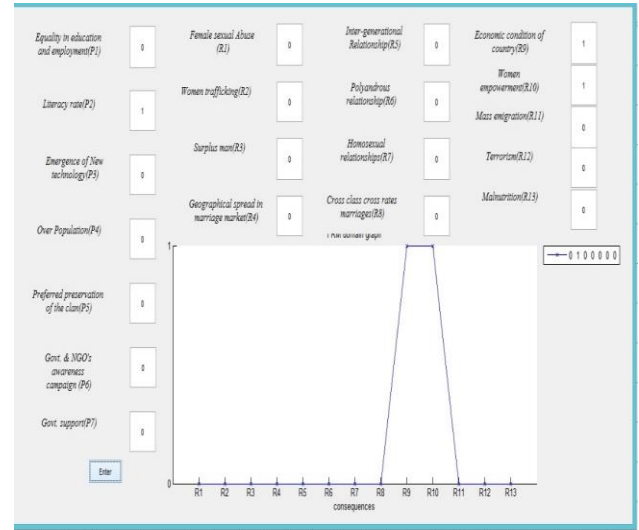 Equality in education
and employment(P1)
0
Literacy rate(P2)
1
Emergence of New
technology(P3)
0
Over Population(P4)
0
Preferred preservation
of the clan(P5)
0
Govt. & NGO's
awareness
campaign (P6)
0
Govt. support(P7)
0
Enter
Female sexual Abuse
(R1)
0
Women trafficking(R2)
0
Surplus man(R3)
0
Geographical spread in
marriage market(R4)
0
Inter-generational
Relationship(R5)
0
Polyandrous
relationship(R6)
0
Homosexual
relationships(R7)
0
Cross class cross rates
marriages(R8)
0
Economic condition of
country(R9)
1
Women
empowerment(R10)
1
Mass emigration(R11)
0
Terrorism(R12)
0
Malnutrition(R13)
0
domain graph
1
0
0 1 0 0 0 0 0
R1 R2 R3 R4 R5 R6 R7 R8 R9 R10 R11 R12 R13
consequences